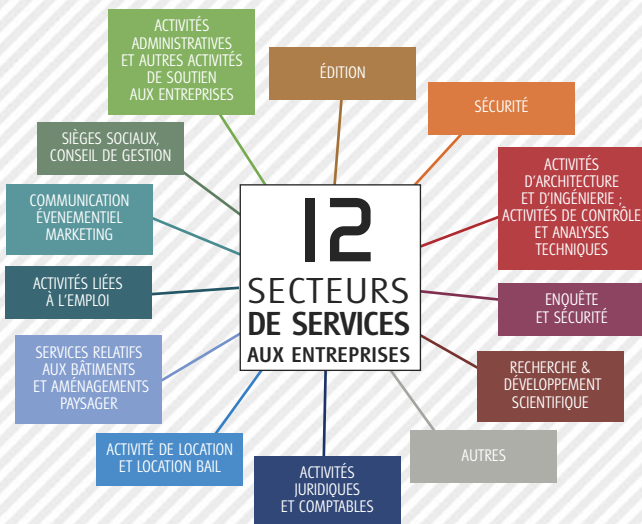 ACTIVITÉS
ADMINISTRATIVES
ET AUTRES ACTIVITÉS
DE SOUTIEN
AUX ENTREPRISES
ÉDITION
SÉCURITÉ
SIÈGES SOCIAUX,
CONSEIL DE GESTION
ACTIVITÉS
D'ARCHITECTURE
ET D'INGÉNIERIE ;
ACTIVITÉS DE CONTRÔLE
ET ANALYSES
TECHNIQUES
COMMUNICATION
ÉVENEMENTIEL
MARKETING
12
SECTEURS
DE SERVICES
AUX ENTREPRISES
ACTIVITÉS LIÉES
À L'EMPLOI
ENQUÊTE
ET SÉCURITÉ
SERVICES RELATIFS
AUX BÂTIMENTS
ET AMÉNAGEMENTS
PAYSAGER
RECHERCHE &
DÉVELOPPEMENT
SCIENTIFIQUE
ACTIVITÉ DE LOCATION
ET LOCATION BAIL
ACTIVITÉS
JURIDIQUES
ET COMPTABLES
AUTRES